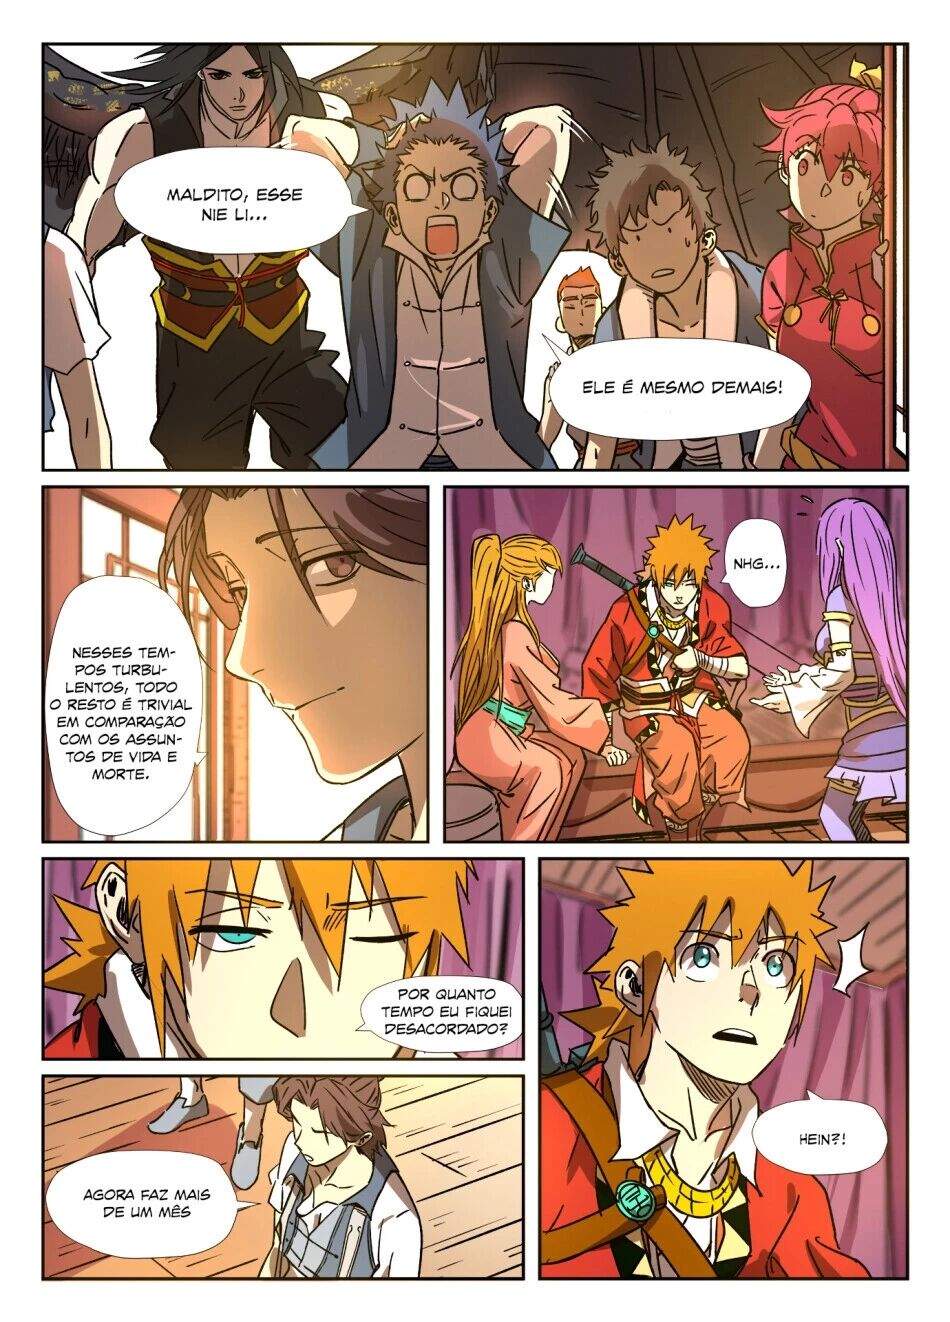 MALDITO, ESSE
NIE LI...
ELE É MESMO DEMAIS!
NESSES TEM-
POS TURBU-
LENTOS, TODO
O RESTO É TRIVIAL
EM COMPARAÇÃO
COM OS ASSUN-
TOS DE VIDA E
MORTE.
NHG...
POR QUANTO
TEMPO EU FIQUEI
DESACORDADO?
AGORA FAZ MAIS
DE UM MÊS
HEIN?!